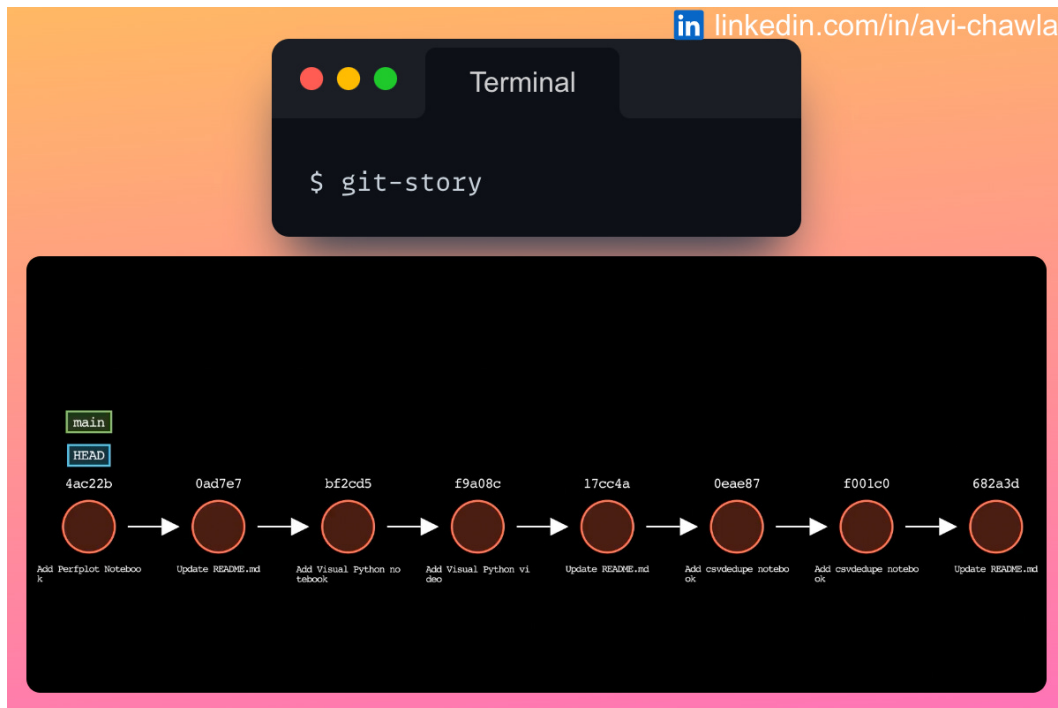 in linkedin.com/in/avi-chawla
Terminal
$ git-story
main
HEAD
4ac22b
0ad7e7
bf2cd5
f9a08c
17cc4a
0eae87
f001c0
682a3d
Add Perfplot Noteboo
k
Update README.md
Add Visual Python no
tebook
Add Visual Python vi
deo
Update README.md
Add csvdedupe notebo
ok
Add csvdedupe notebo
ok
Update README.md